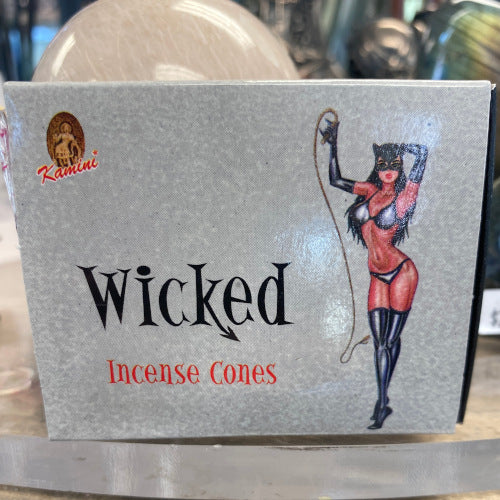 Kamini
Wicked
Incense Cones
$